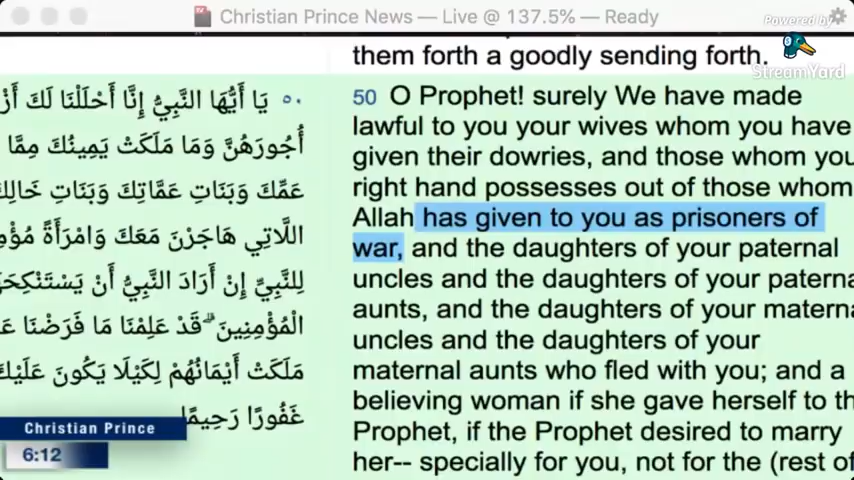 Christian Prince News — Live @ 137.5% — Ready
Powered by
StreamYard
them forth a goodly sending forth.
٥٠ يَا أَيُّهَا النَّبِيُّ إِنَّا أَحْلَلْنَا لَكَ
أُجُورَهُنَّ وَمَا مَلَكَتْ يَمِينُكَ مِمَّا
عَمِّكَ وَبَنَاتِ عَمَّاتِكَ وَبَنَاتِ
اللَّاتِي هَاجَرْنَ مَعَكَ وَامْرَأَةً
لِلنَّبِيِّ إِنْ أَرَادَ النَّبِيُّ أَنْ
الْمُؤْمِنِينَ ۗ قَدْ عَلِمْنَا مَا فَرَضْنَا
مَلَكَتْ أَيْمَانُهُمْ لِكَيْلَا يَكُونَ عَلَيْكَ
غَفُورًا رَحِيمًا
50 O Prophet! surely We have made
lawful to you your wives whom you have
given their dowries, and those whom you
right hand possesses out of those whom
Allah has given to you as prisoners of
war, and the daughters of your paternal
uncles and the daughters of your paterna
aunts, and the daughters of your materna
uncles and the daughters of your
maternal aunts who fled with you; and a
believing woman if she gave herself to th
Prophet, if the Prophet desired to marry
her-- specially for you, not for the (rest of
Christian Prince
6:12